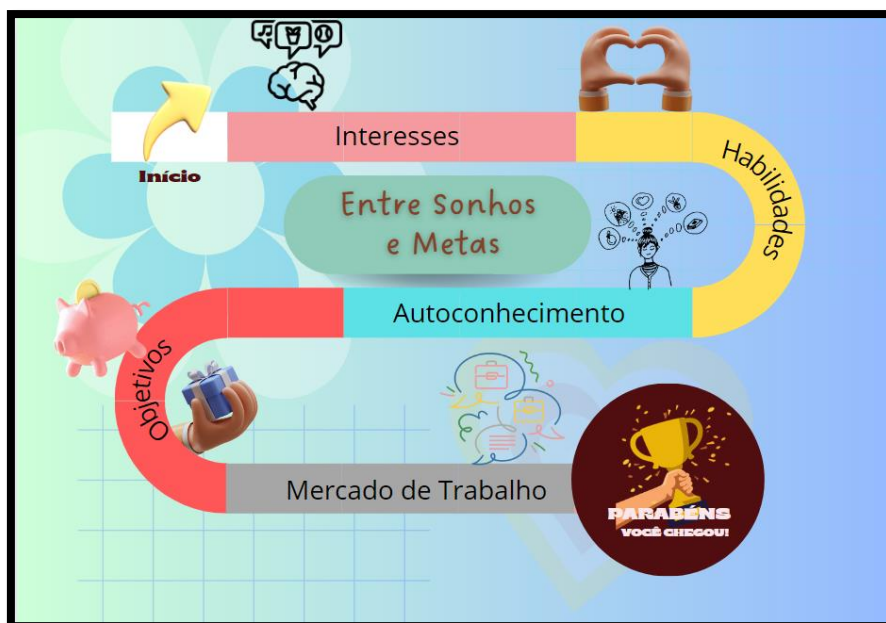 Início
Interesses
Habilidades
Entre Sonhos
e Metas
Autoconhecimento
Objetivos
Mercado de Trabalho
PARABÉNS
VOCÊ CHEGOU!